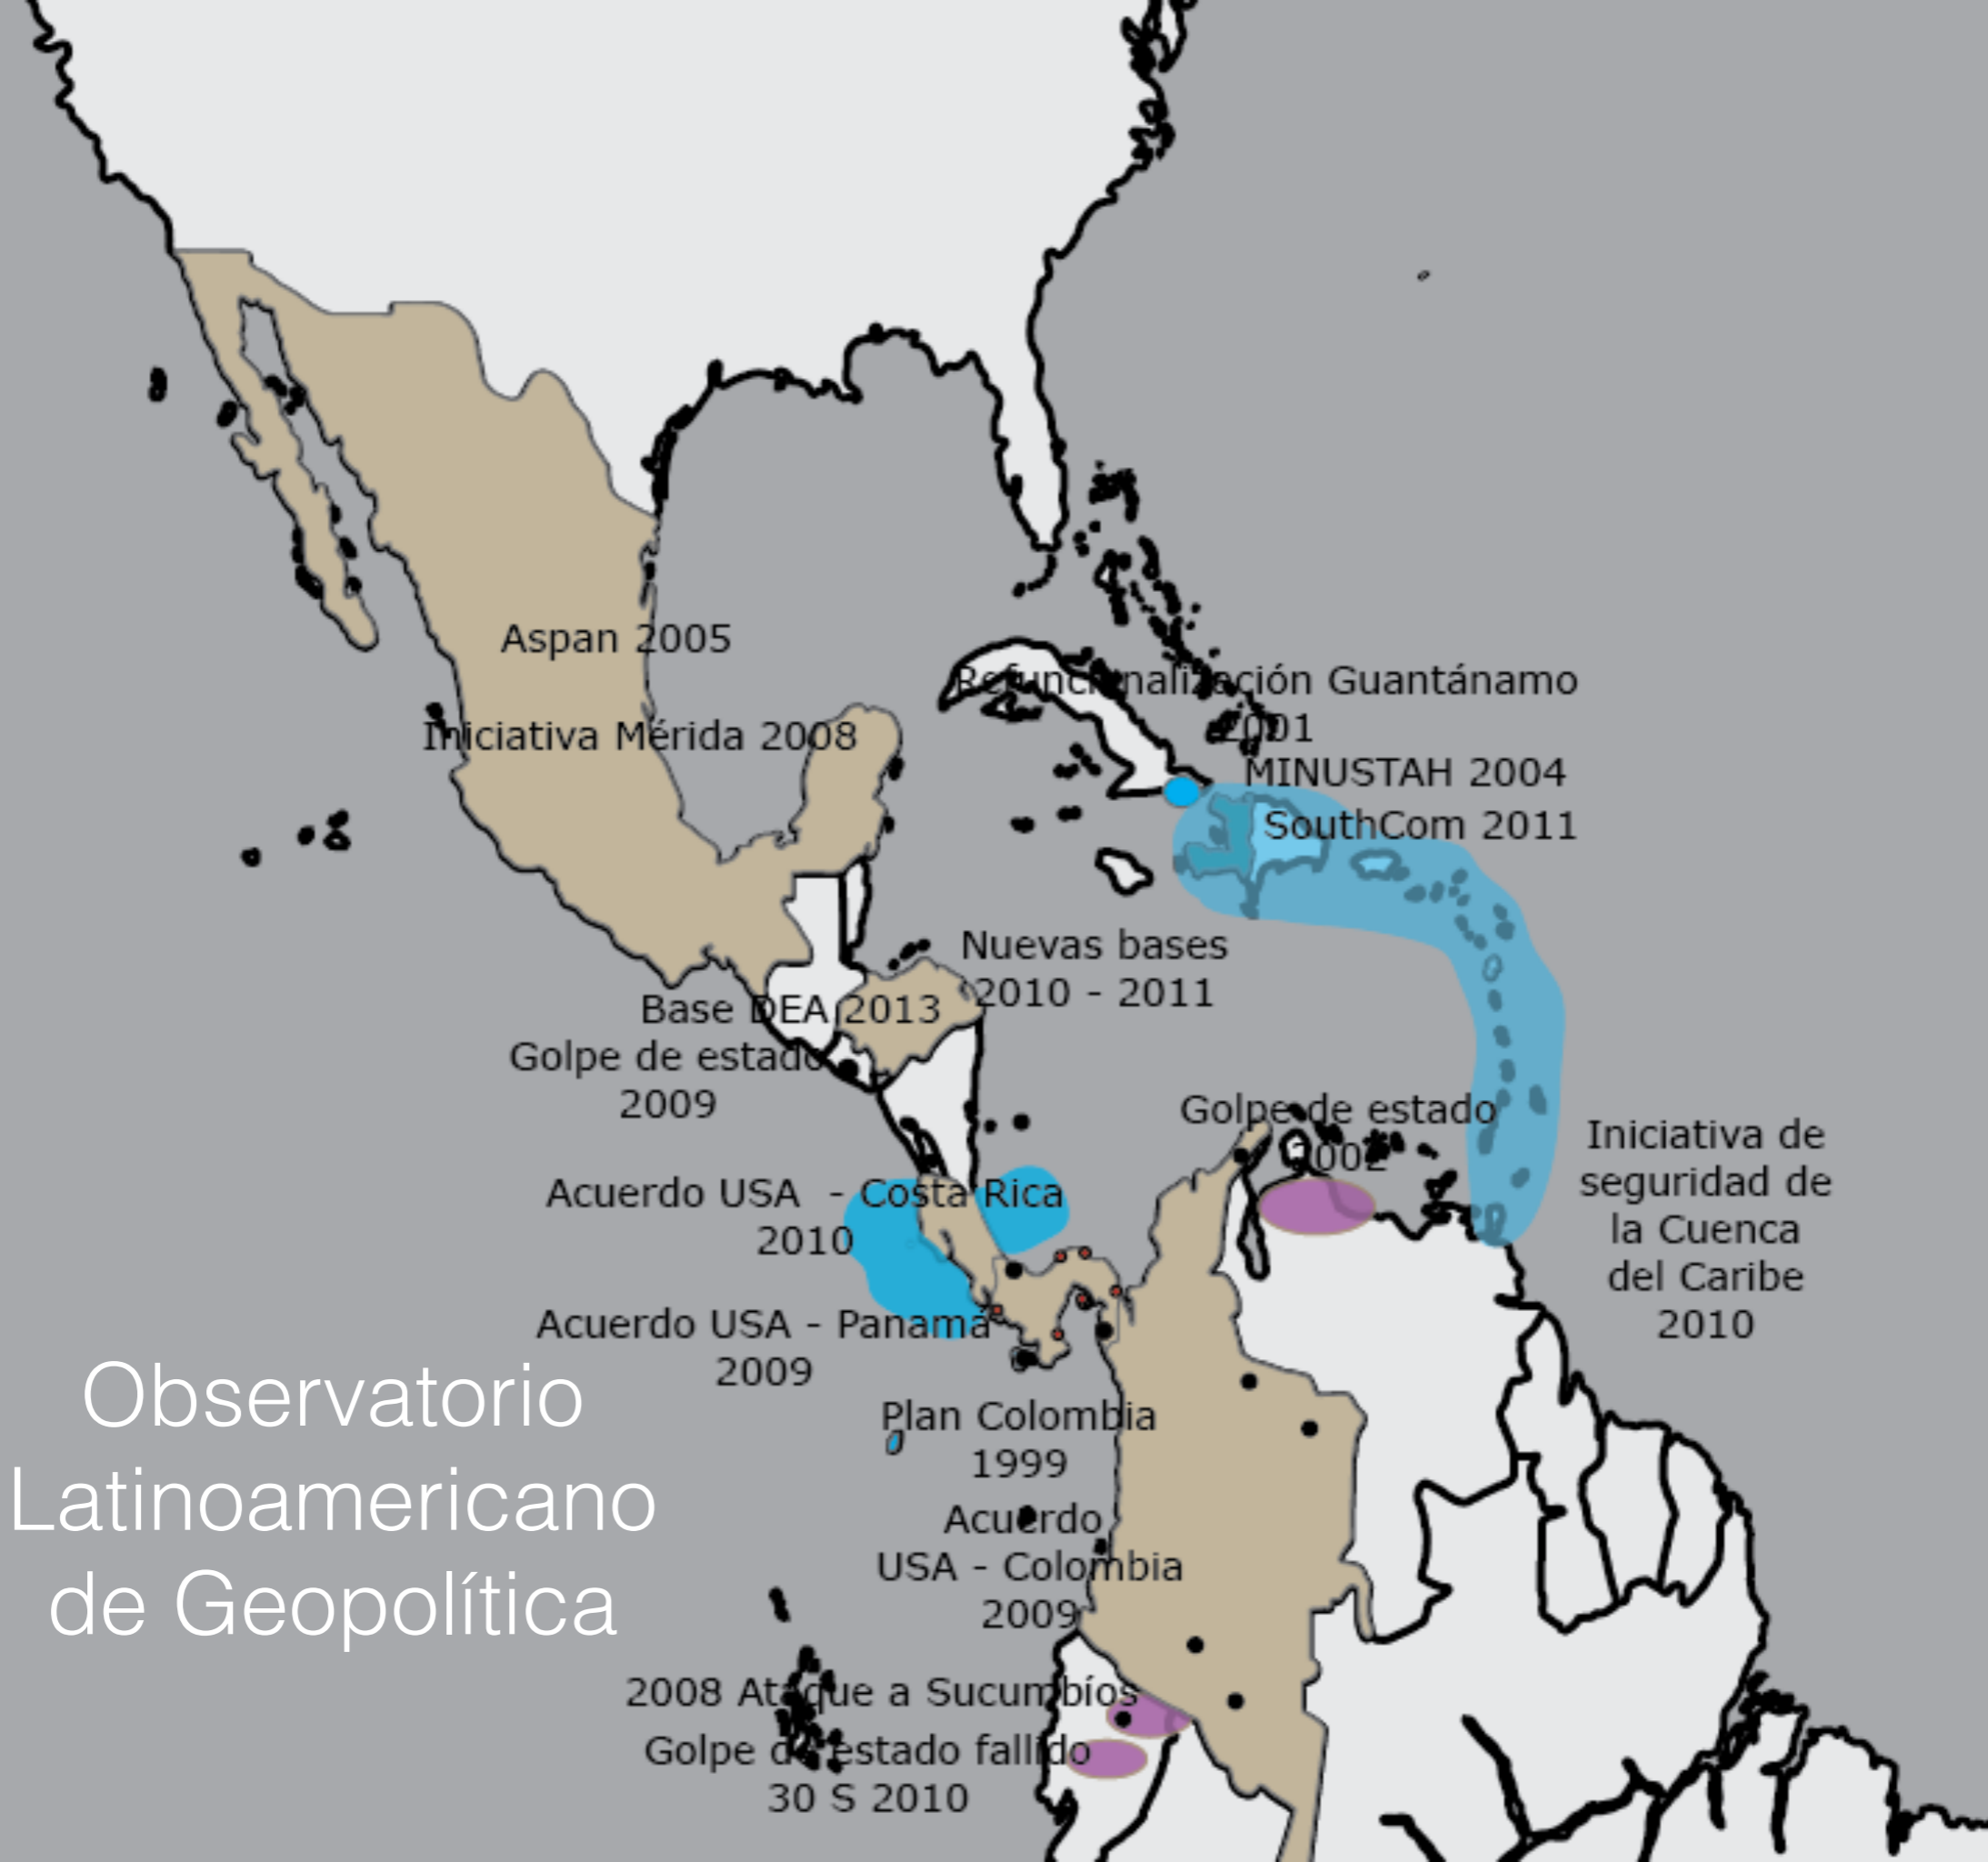 Aspan 2005
Refuncionalización Guantánamo
2001
Iniciativa Mérida 2008
MINUSTAH 2004
SouthCom 2011
Nuevas bases
2010 - 2011
Base DEA 2013
Golpe de estado
2009
Golpe de estado
2002
Iniciativa de
seguridad de
la Cuenca
del Caribe
2010
Acuerdo USA - Costa Rica
2010
Acuerdo USA - Panamá
2009
Plan Colombia
1999
Acuerdo
USA - Colombia
2009
2008 Ataque a Sucumbíos
Golpe de estado fallido
30 S 2010
Observatorio
Latinoamericano
de Geopolítica